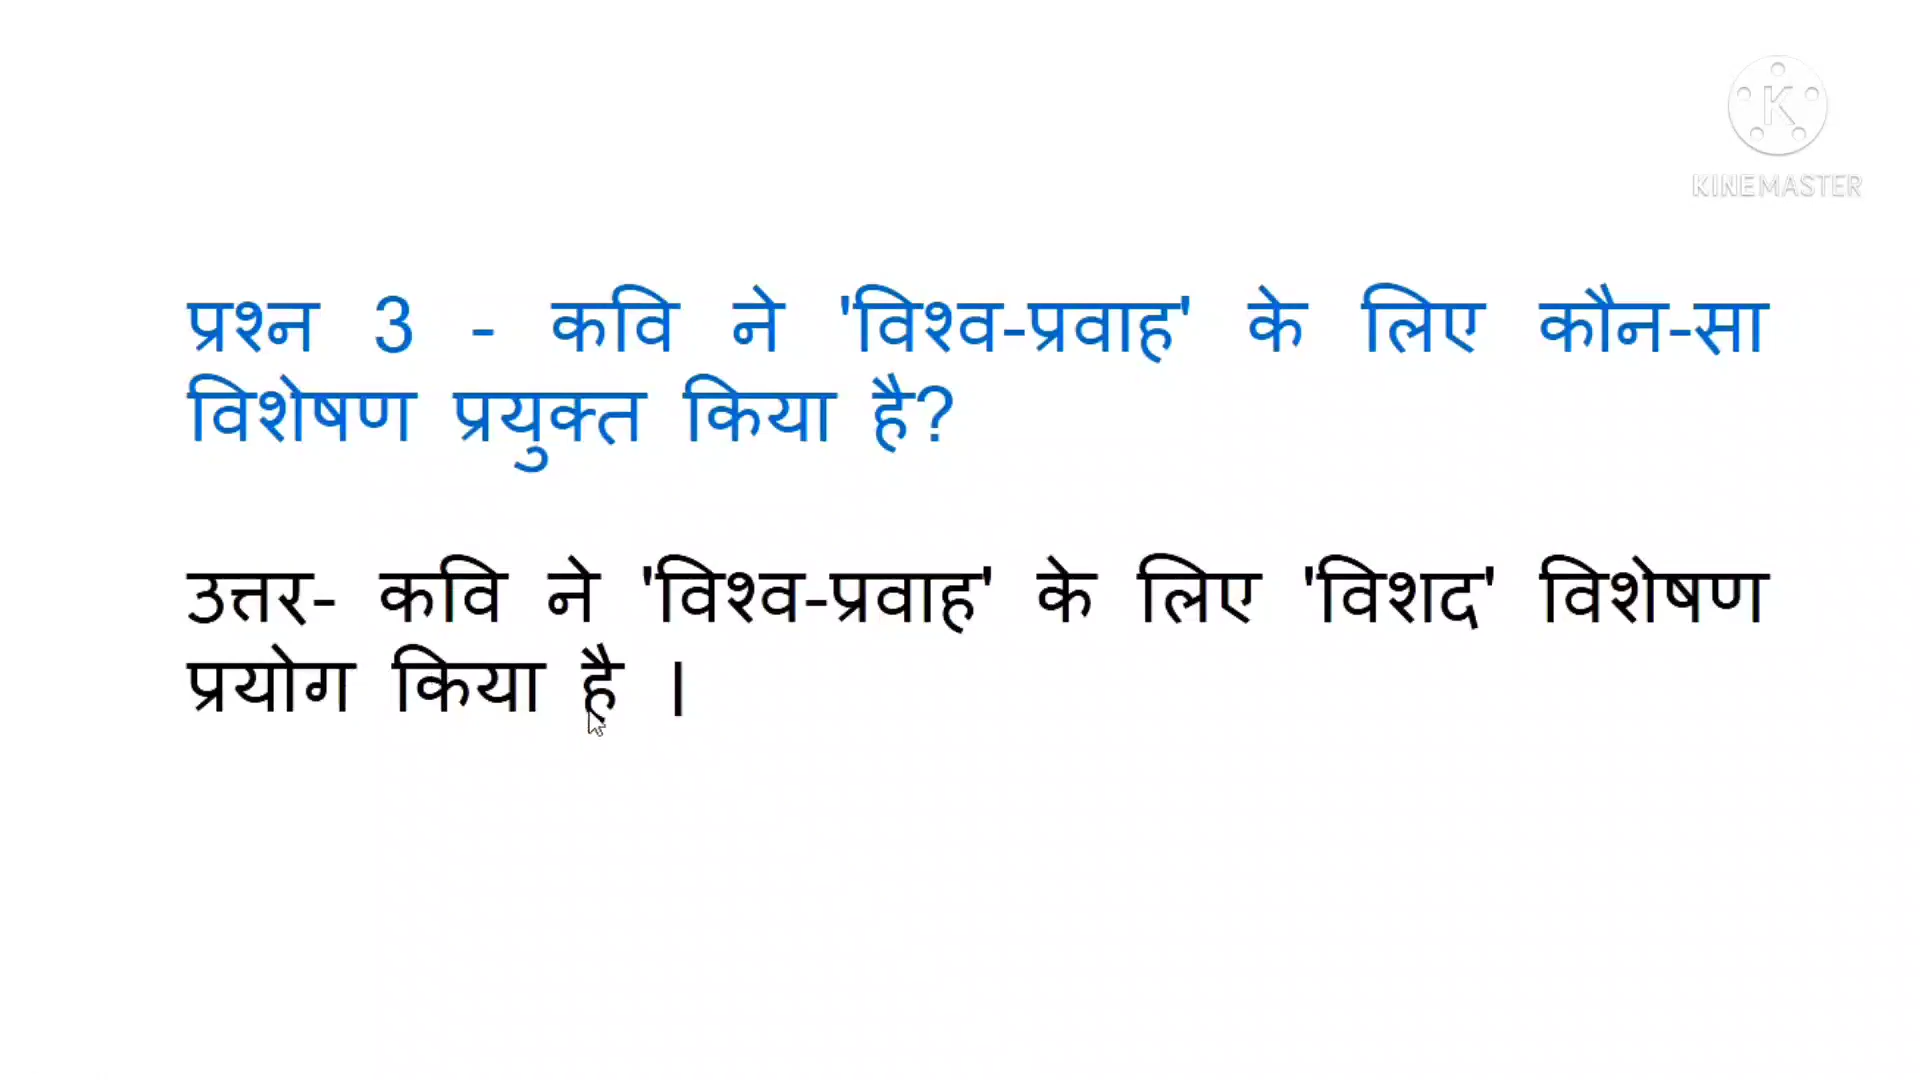 KINEMASTER
प्रश्न 3 - कवि ने 'विश्व-प्रवाह' के लिए कौन-सा
विशेषण प्रयुक्त किया है?
उत्तर- कवि ने 'विश्व-प्रवाह' के लिए 'विशद' विशेषण
प्रयोग किया है ।